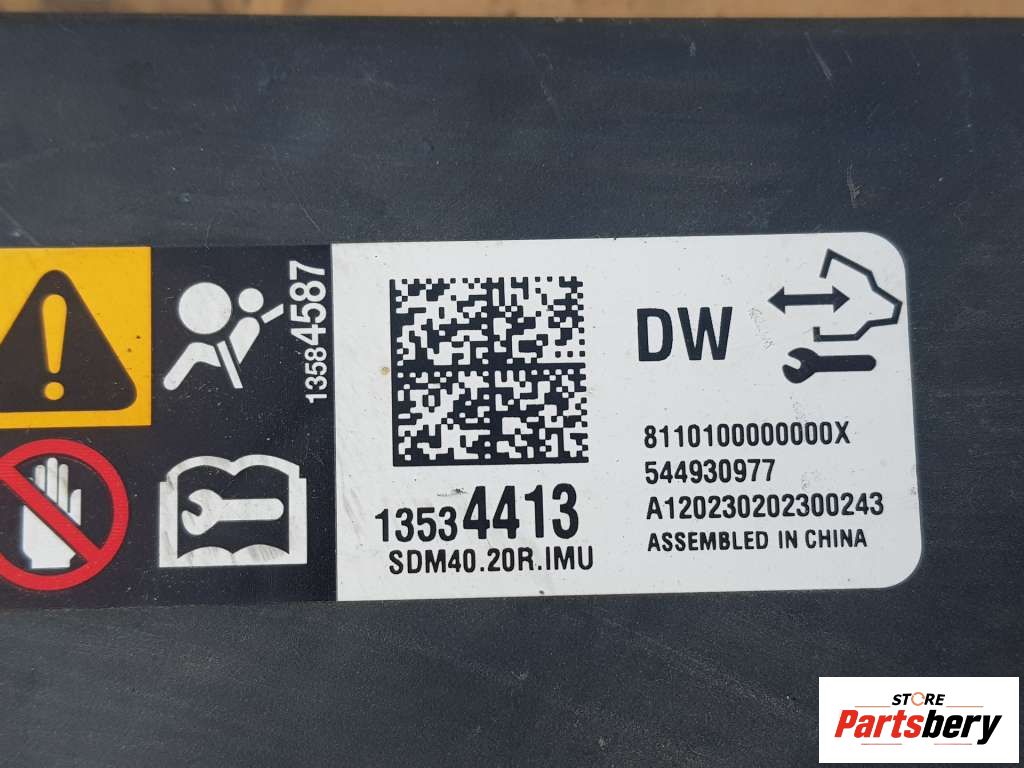 13584587
DW
8110100000000X
544930977
A120230202300243
ASSEMBLED IN CHINA
13534413
SDM40.20R.IMU
STORE
Partsbery